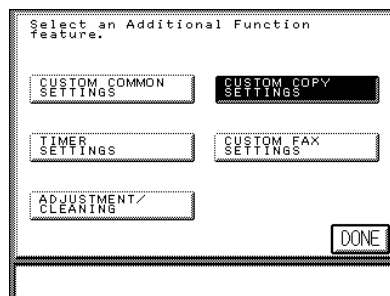 Select an Additional Function
feature.
CUSTOM COMMON
SETTINGS
CUSTOM COPY
SETTINGS
TIMER
SETTINGS
CUSTOM FAX
SETTINGS
ADJUSTMENT/
CLEANING
DONE